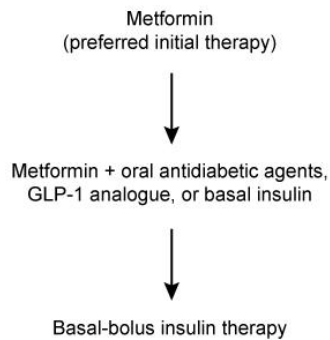 Metformin
(preferred initial therapy)
Metformin + oral antidiabetic agents,
GLP-1 analogue, or basal insulin
Basal-bolus insulin therapy